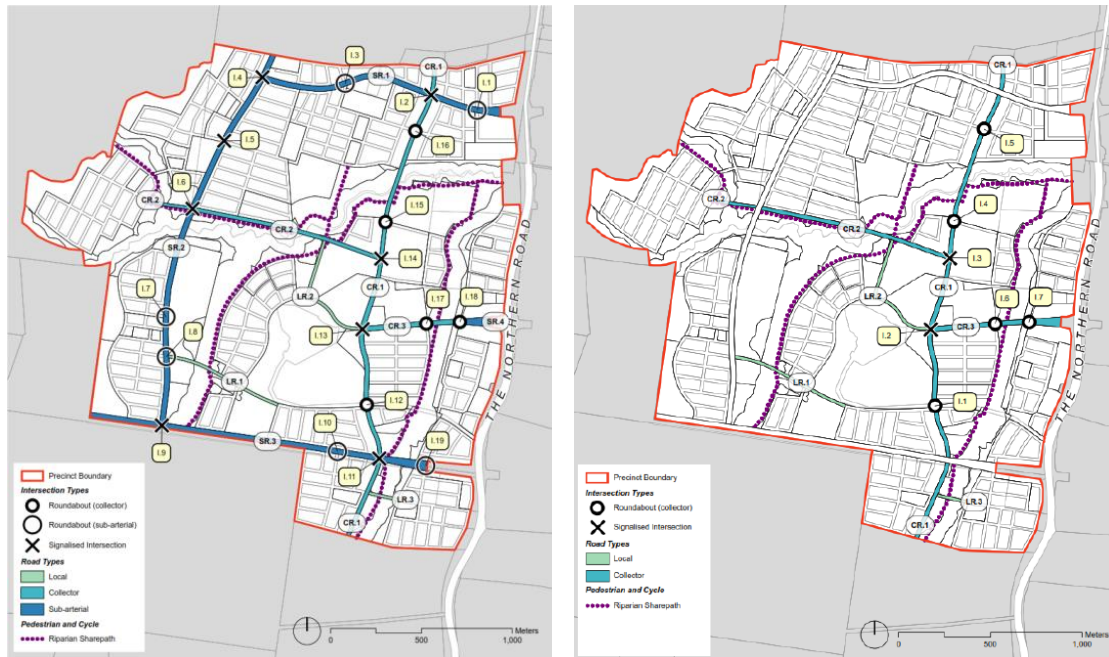 I.3
I.4
CR.1
SR.1
I.1
I.2
I.5
I.16
I.6
CR.2
I.15
CR.2
SR.2
I.14
CR.1
I.7
I.17
I.18
LR.2
CR.3
SR.4
I.8
I.13
LR.1
I.12
I.10
I.19
SR.3
I.9
I.11
LR.3
CR.1
THE NORTHERN ROAD
Precinct Boundary
Intersection Types
Roundabout (collector)
Roundabout (sub-arterial)
Signalised Intersection
Road Types
Local
Collector
Sub-arterial
Pedestrian and Cycle
Riparian Sharepath
Meters
0 500 1,000
CR.1
I.5
CR.2
I.4
CR.2
I.3
CR.1
I.6
I.7
LR.2
CR.3
I.2
LR.1
I.1
LR.3
CR.1
THE NORTHERN ROAD
Precinct Boundary
Intersection Types
Roundabout (collector)
Signalised Intersection
Road Types
Local
Collector
Pedestrian and Cycle
Riparian Sharepath
Meters
0 500 1,000